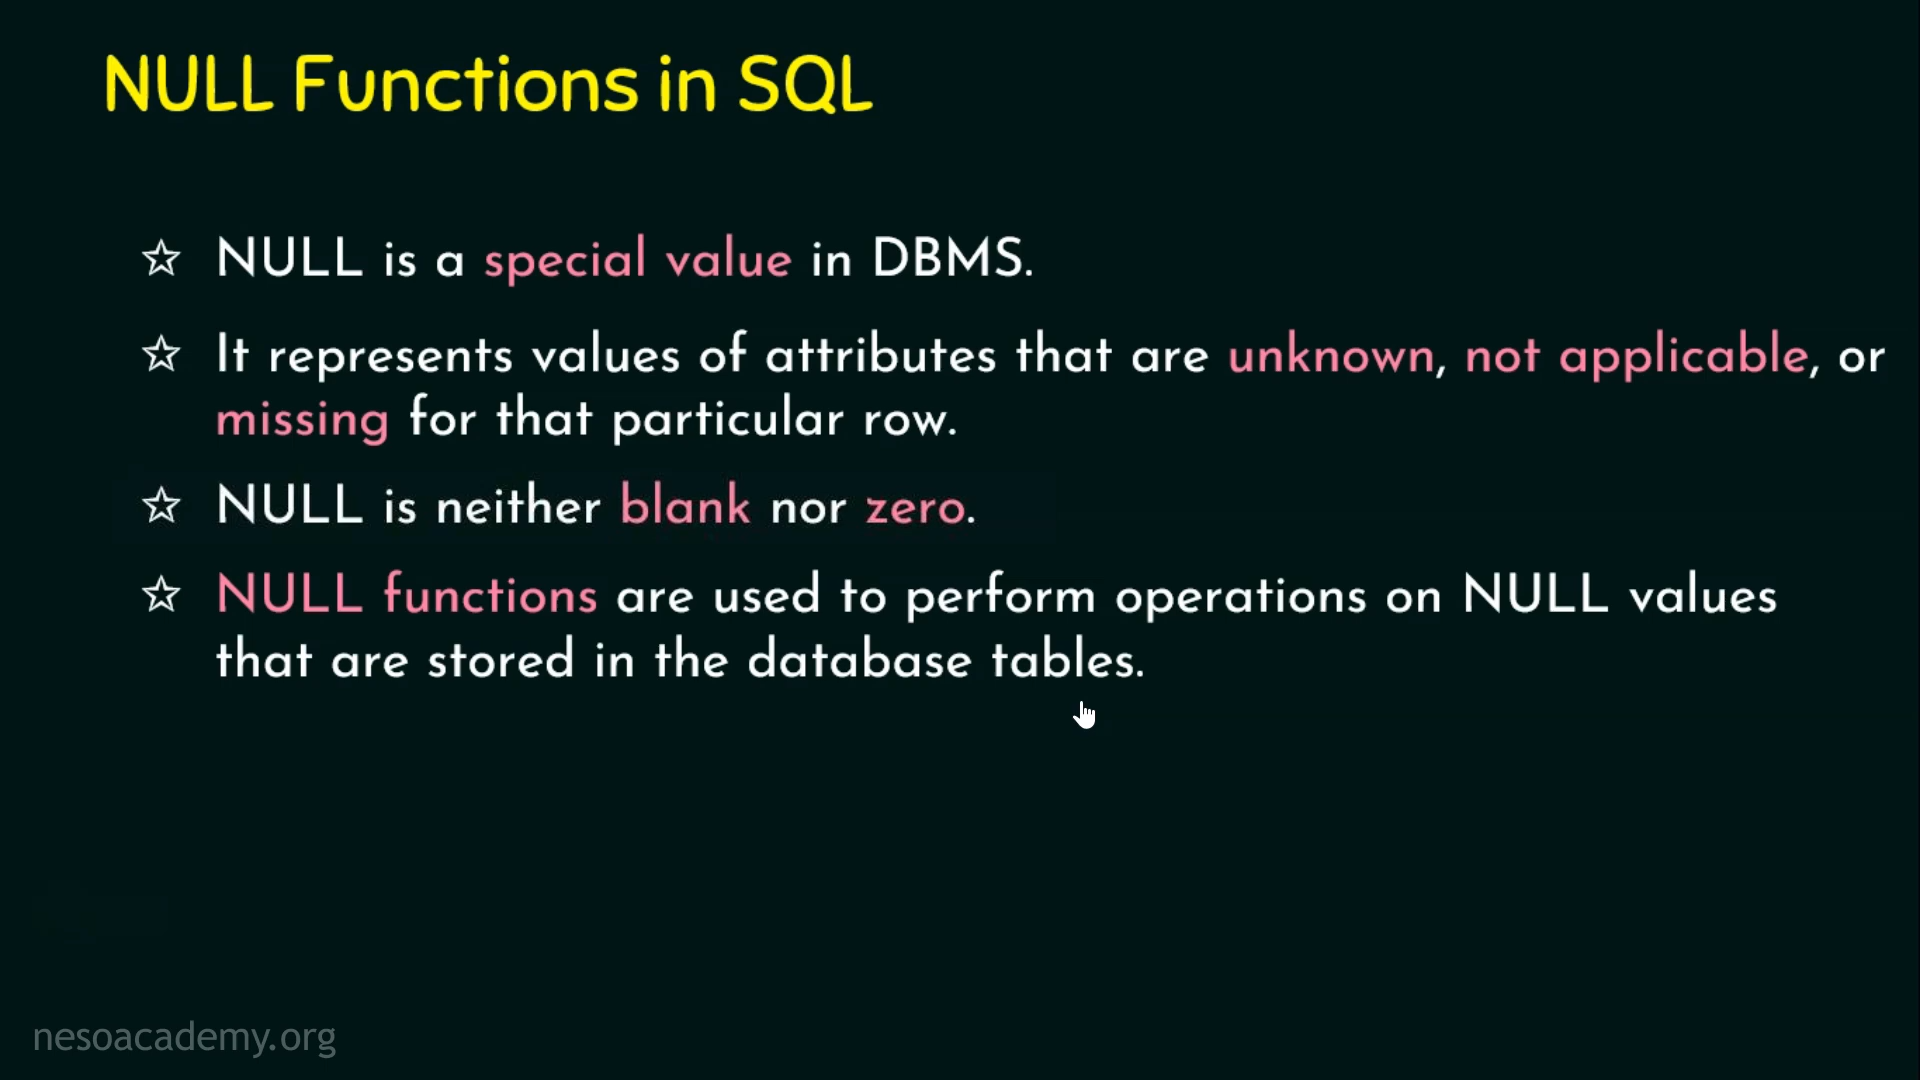 NULL Functions in SQL
☆ NULL is a special value in DBMS.
☆ It represents values of attributes that are unknown, not applicable, or
missing for that particular row.
☆ NULL is neither blank nor zero.
☆ NULL functions are used to perform operations on NULL values
that are stored in the database tables.
nesoacademy.org